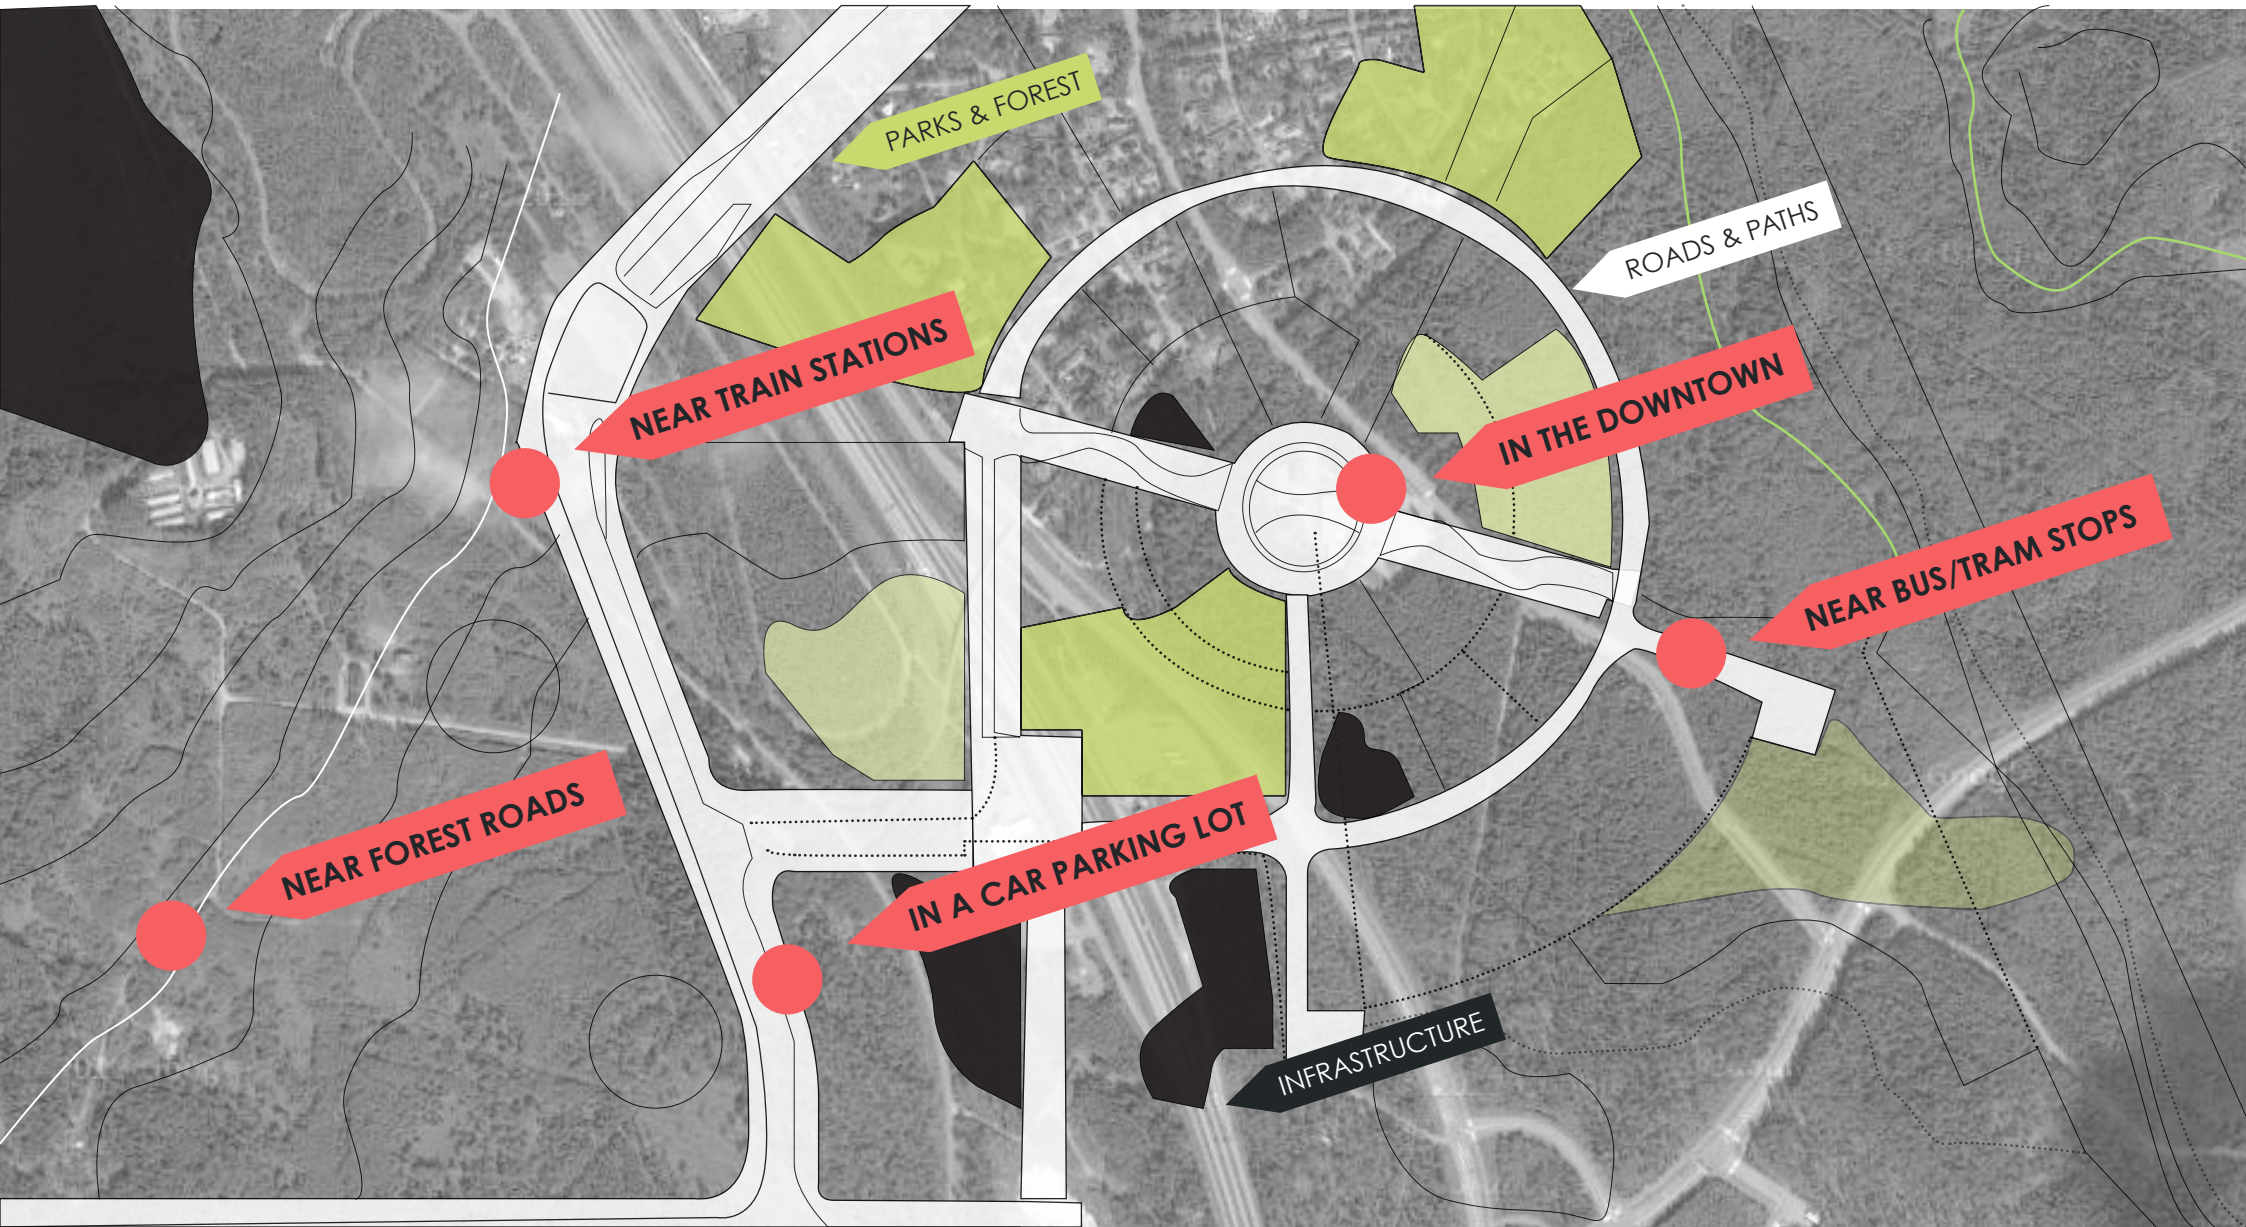 PARKS & FOREST
ROADS & PATHS
NEAR TRAIN STATIONS
IN THE DOWNTOWN
NEAR BUS/TRAM STOPS
NEAR FOREST ROADS
IN A CAR PARKING LOT
INFRASTRUCTURE